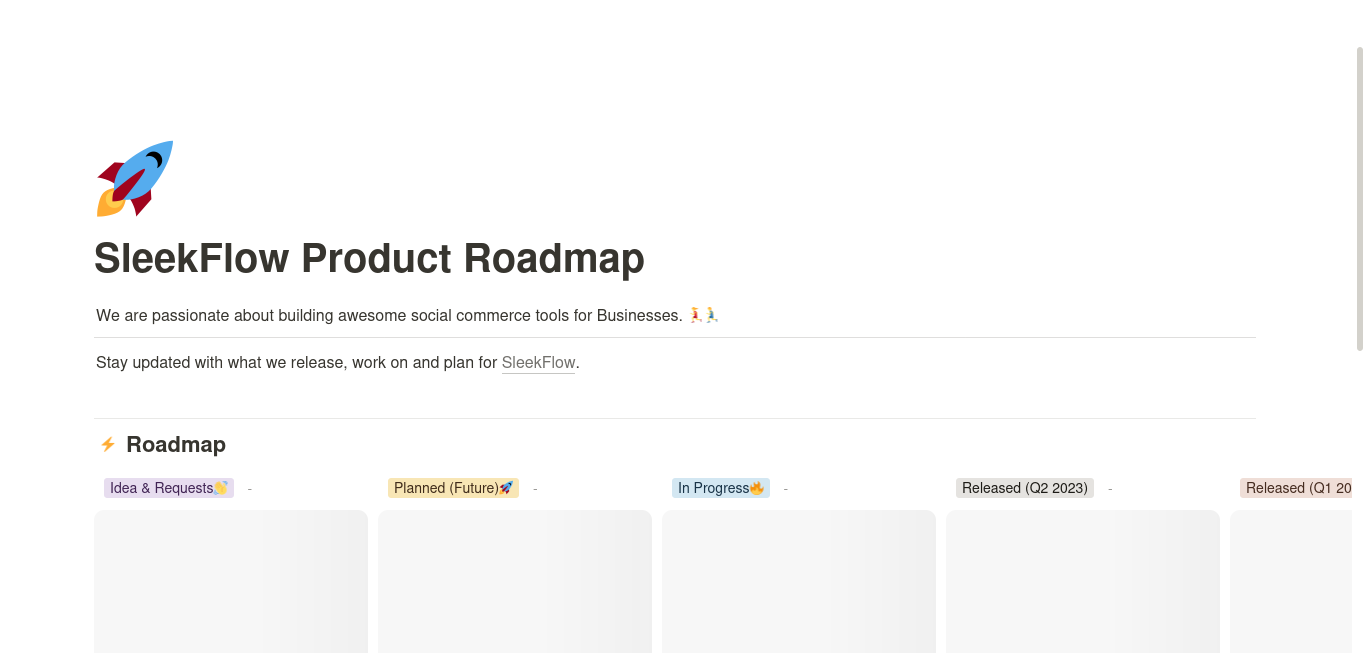 SleekFlow Product Roadmap
We are passionate about building awesome social commerce tools for Businesses.
Stay updated with what we release, work on and plan for SleekFlow.
Roadmap
Idea & Requests - Planned (Future) - In Progress - Released (Q2 2023) - Released (Q1 20